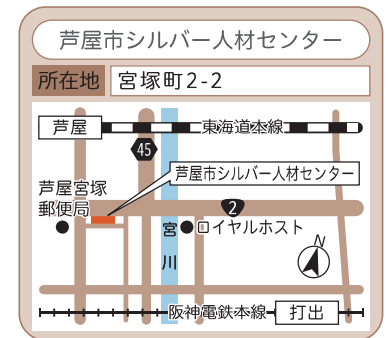 芦屋市シルバー人材センター
所在地 宮塚町2-2
芦屋 東海道本線
45
芦屋市シルバー人材センター
芦屋宮塚
郵便局
2
宮川
ロイヤルホスト
N
阪神電鉄本線 打出